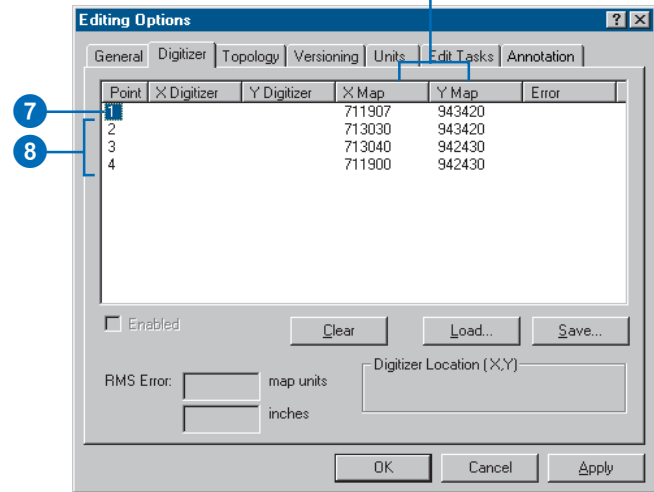 Editing Options
General Digitizer Topology Versioning Units Edit Tasks Annotation
Point X Digitizer Y Digitizer X Map Y Map Error
7 1 711907 943420
8 2 713030 943420
3 713040 942430
4 711900 942430
Enabled Clear Load... Save...
Digitizer Location (X,Y)
RMS Error: map units
inches
OK Cancel Apply